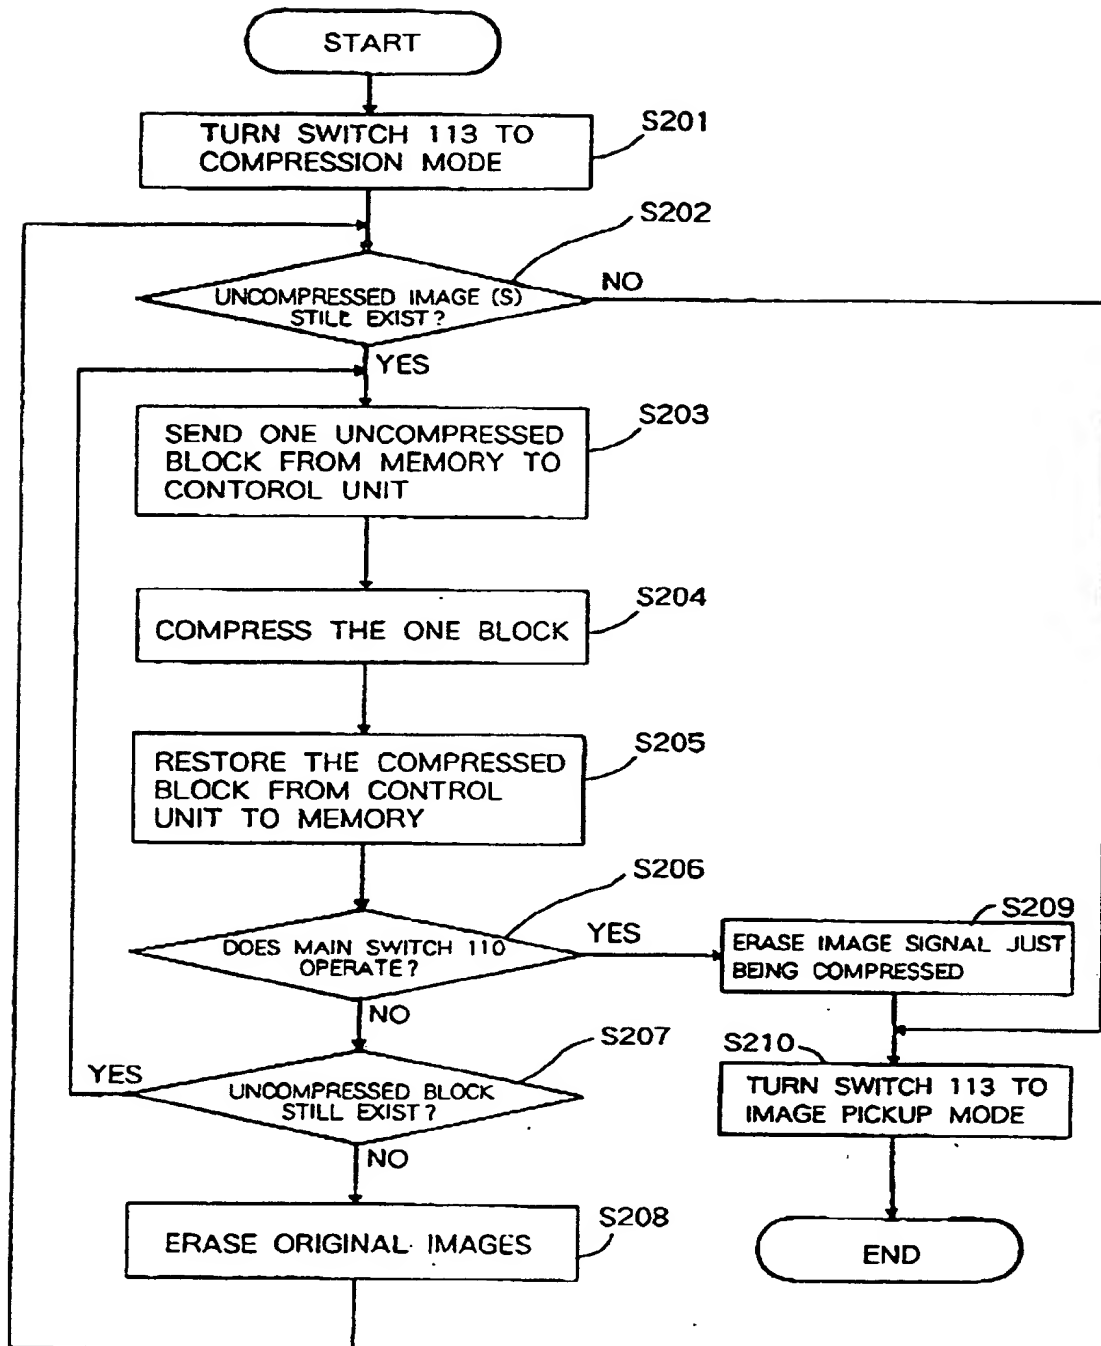 START
TURN SWITCH 113 TO
COMPRESSION MODE
S201
S202
UNCOMPRESSED IMAGE (S)
STILL EXIST?
NO
YES
S203
SEND ONE UNCOMPRESSED
BLOCK FROM MEMORY TO
CONTOROL UNIT
S204
COMPRESS THE ONE BLOCK
S205
RESTORE THE COMPRESSED
BLOCK FROM CONTROL
UNIT TO MEMORY
S206
DOES MAIN SWITCH 110
OPERATE?
YES
NO
S209
ERASE IMAGE SIGNAL JUST
BEING COMPRESSED
S207
UNCOMPRESSED BLOCK
STILL EXIST?
YES
NO
S210
TURN SWITCH 113 TO
IMAGE PICKUP MODE
S208
ERASE ORIGINAL IMAGES
END